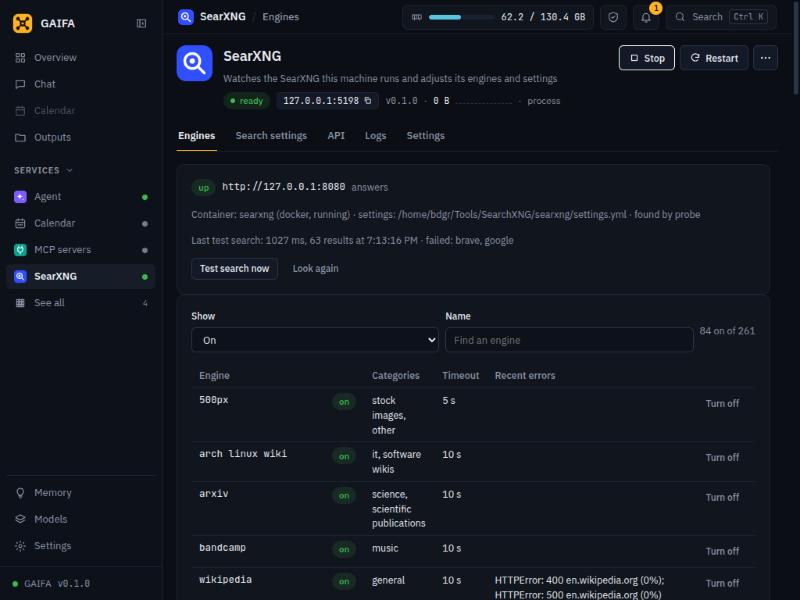 GAIFA
Overview
Chat
Calendar
Outputs
SERVICES
Agent
Calendar
MCP servers
SearXNG
See all 4
Memory
Models
Settings
GAIFA v0.1.0
SearXNG / Engines
62.2 / 130.4 GB
1
Search Ctrl K
SearXNG
Watches the SearXNG this machine runs and adjusts its engines and settings
ready 127.0.0.1:5198 v0.1.0 · 0 B · process
Stop
Restart
Engines Search settings API Logs Settings
up http://127.0.0.1:8080 answers
Container: searxng (docker, running) · settings: /home/bdgr/Tools/SearchXNG/searxng/settings.yml · found by probe
Last test search: 1027 ms, 63 results at 7:13:16 PM · failed: brave, google
Test search now Look again
Show Name
On Find an engine 84 on of 261
Engine Categories Timeout Recent errors
500px on stock images, other 5 s Turn off
arch linux wiki on it, software wikis 10 s Turn off
arxiv on science, scientific publications 10 s Turn off
bandcamp on music 10 s Turn off
wikipedia on general 10 s HTTPError: 400 en.wikipedia.org (0%); Turn off
HTTPError: 500 en.wikipedia.org (0%)